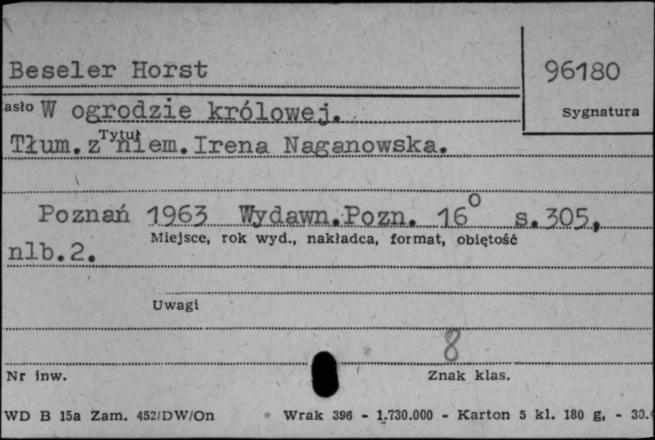 Beseler Horst
96180
asło W ogrodzie królowej.
Sygnatura
Tytuł
Tłum. z niem. Irena Naganowska.
Poznań 1963 Wydawn. Pozn. 16° s. 305,
Miejsce, rok wyd., nakładca, format, objętość
nlb. 2.
Uwagi
8
Nr inw.
Znak klas.
WD B 15a Zam. 452/DW/On Wrak 396 - 1.730.000 - Karton 5 kl. 180 g, - 30.